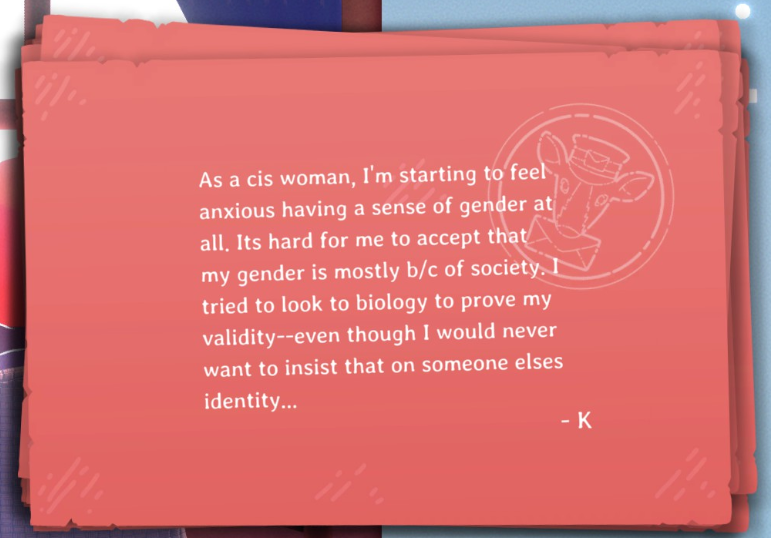 As a cis woman, I'm starting to feel
anxious having a sense of gender at
all. Its hard for me to accept that
my gender is mostly b/c of society. I
tried to look to biology to prove my
validity--even though I would never
want to insist that on someone elses
identity...
- K